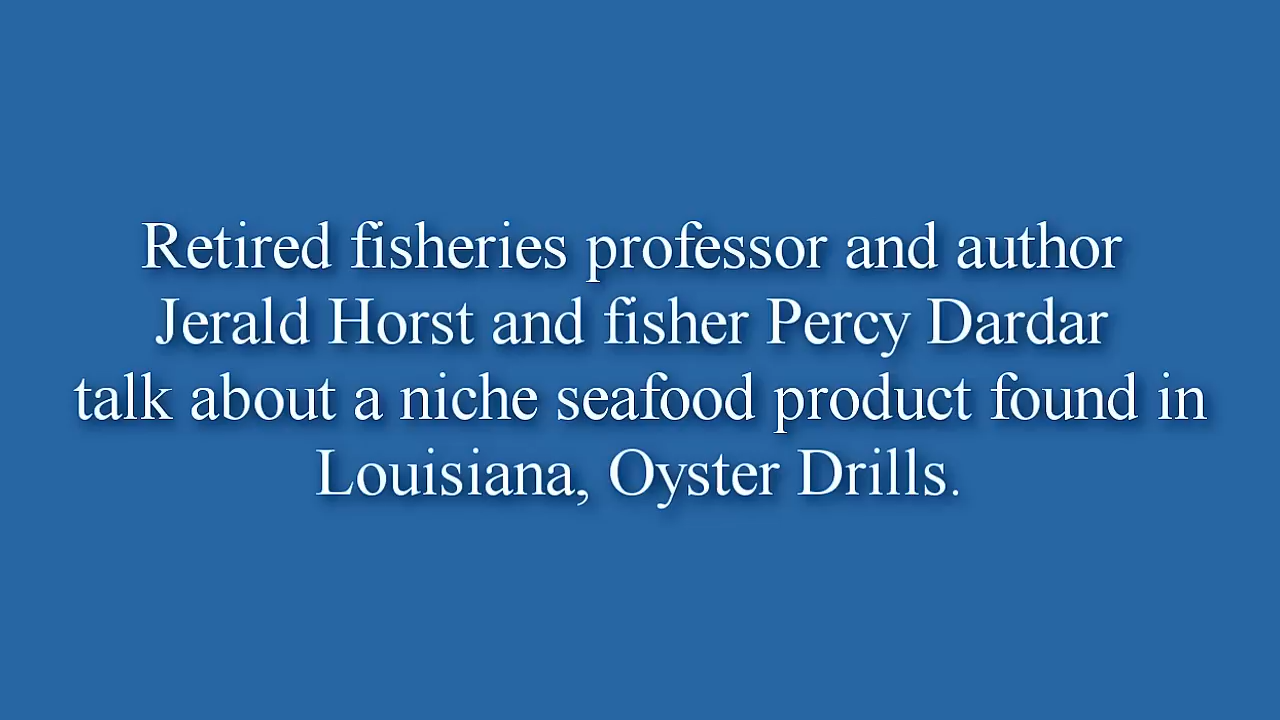 Retired fisheries professor and author
Jerald Horst and fisher Percy Dardar
talk about a niche seafood product found in
Louisiana, Oyster Drills.